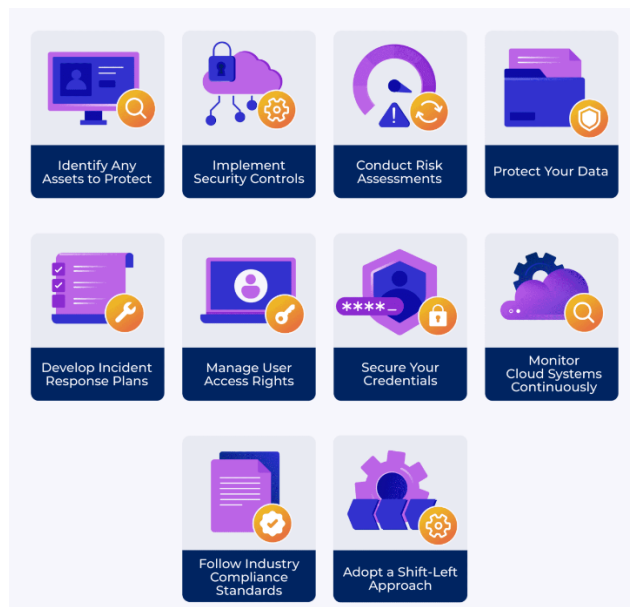 Identify Any
Assets to Protect
Implement
Security Controls
Conduct Risk
Assessments
Protect Your Data
Develop Incident
Response Plans
Manage User
Access Rights
****_
Secure Your
Credentials
Monitor
Cloud Systems
Continuously
Follow Industry
Compliance
Standards
Adopt a Shift-Left
Approach